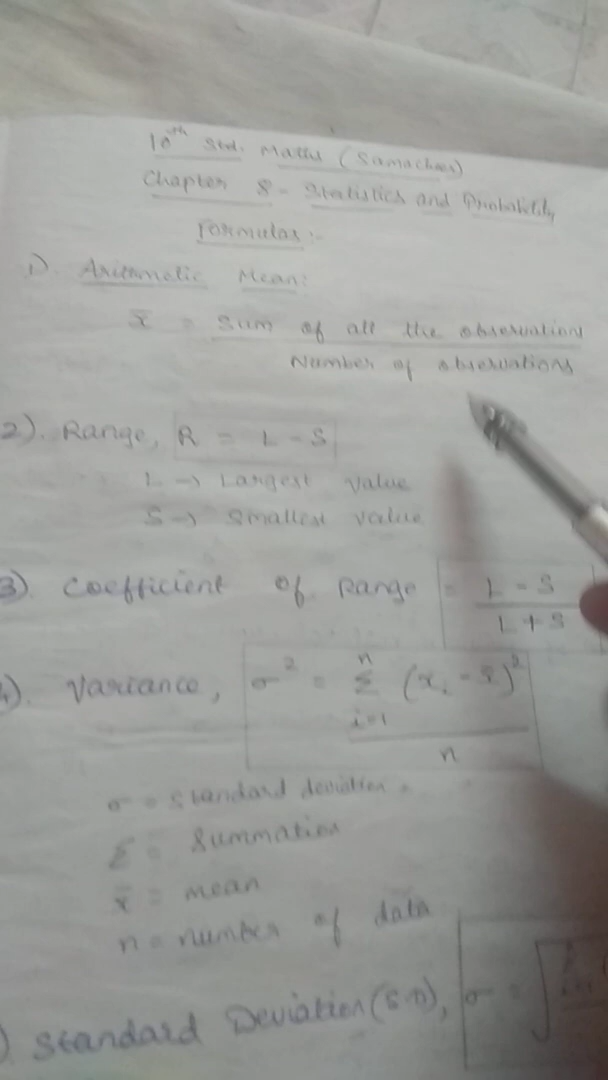 10th Std. Maths (Samacheer)
Chapter 8 - Statistics and Probability
Formulas :-
1). Arithmetic Mean:
x̄ = Sum of all the observations / Number of observations
2). Range, R = L - S
L → Largest value
S → Smallest value
3). Coefficient of Range = L - S / L + S
4). Variance, σ² = Σ i=1 n (xᵢ - x̄)² / n
σ = Standard deviation.
Σ = Summation
x̄ = mean
n = number of data
) Standard Deviation (S.D), σ = √